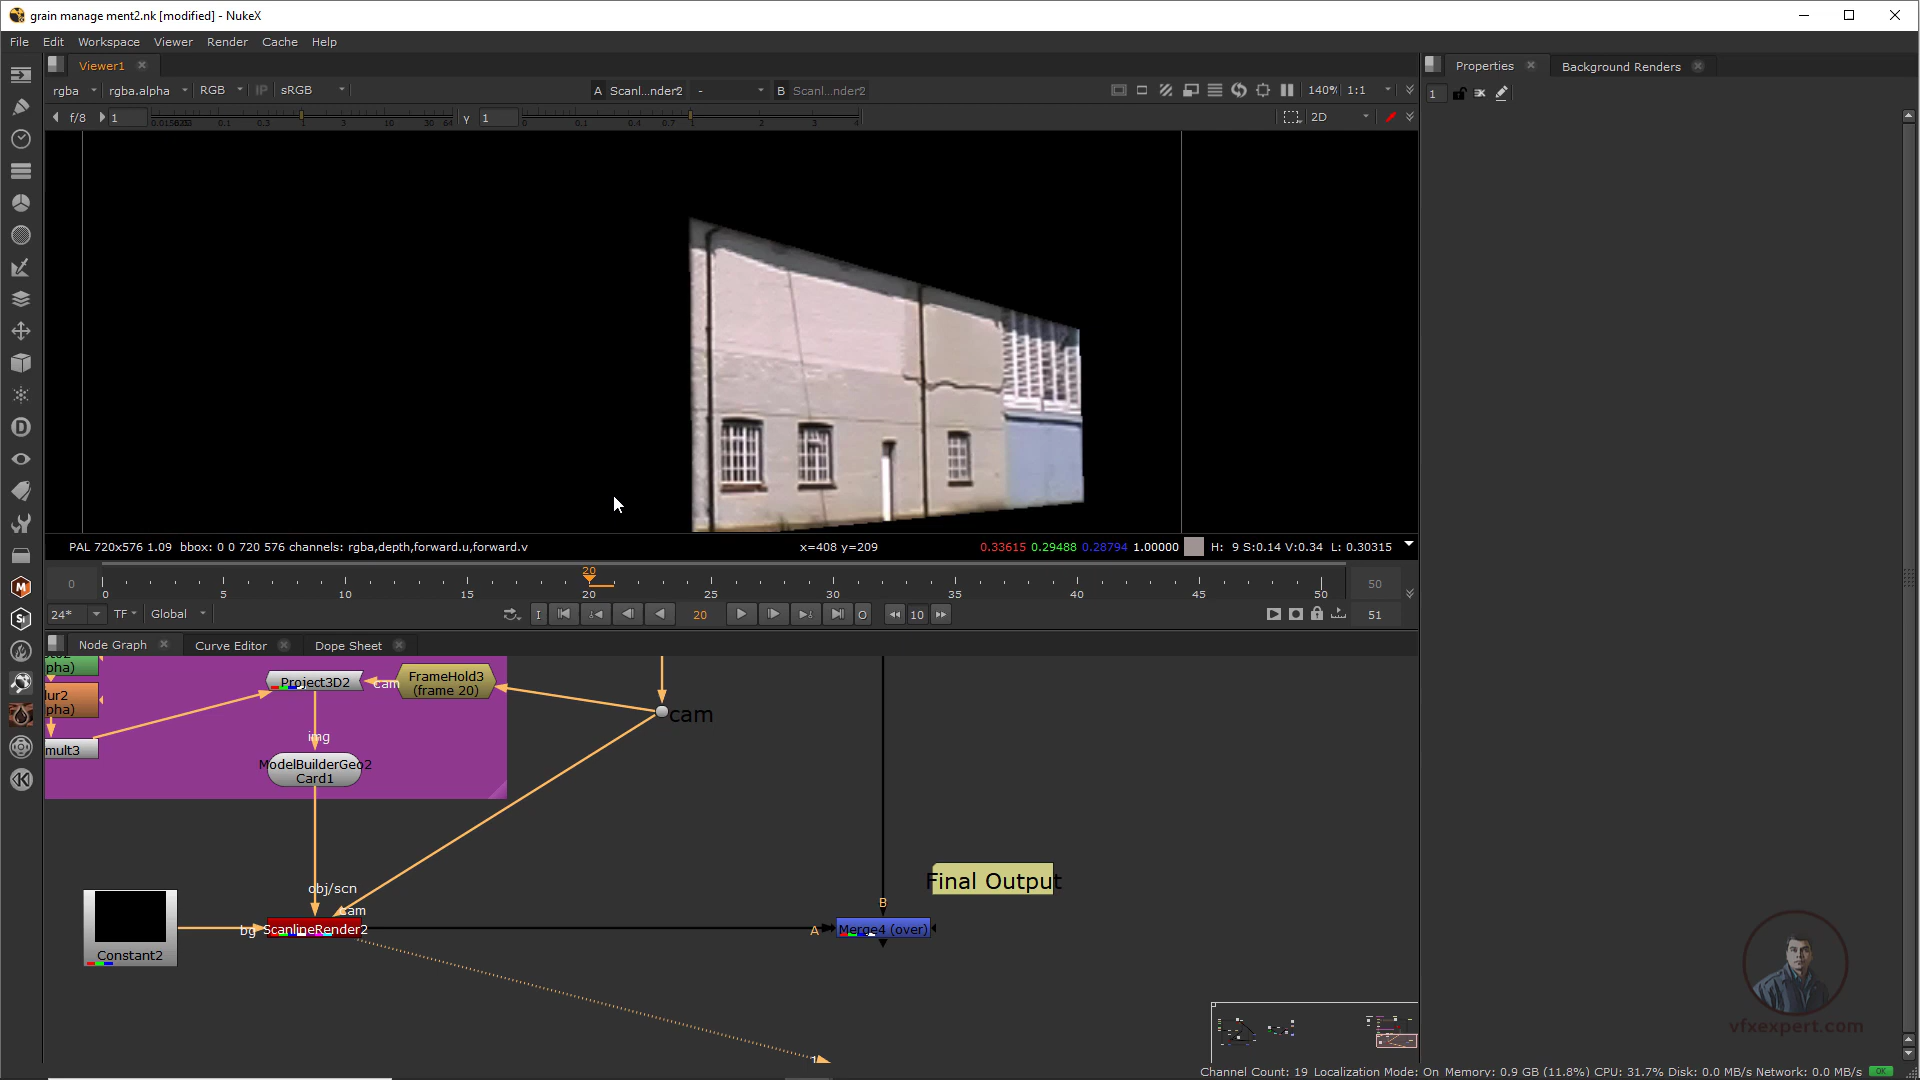 grain manage ment2.nk [modified] - NukeX
File Edit Workspace Viewer Render Cache Help
Viewer1
Properties
Background Renders
rgba rgba.alpha RGB IP sRGB
A Scanl...nder2 -
B Scanl...nder2
140% 1:1
1
f/8 1
γ 1
2D
PAL 720x576 1.09 bbox: 0 0 720 576 channels: rgba,depth,forward.u,forward.v
x=408 y=209
0.33615 0.29488 0.28794 1.00000
H: 9 S:0.14 V:0.34 L: 0.30315
20
0
0 5 10 15 20 25 30 35 40 45 50
50
24* TF Global
I
20
O
10
51
Node Graph
Curve Editor
Dope Sheet
pha)
lur2
pha)
mult3
Project3D2
cam
FrameHold3
(frame 20)
cam
img
ModelBuilderGeo2
Card1
obj/scn
cam
Final Output
B
bg
ScanlineRender2
A
Merge4 (over)
Constant2
1
vfxexpert.com
Channel Count: 19 Localization Mode: On Memory: 0.9 GB (11.8%) CPU: 31.7% Disk: 0.0 MB/s Network: 0.0 MB/s
OK